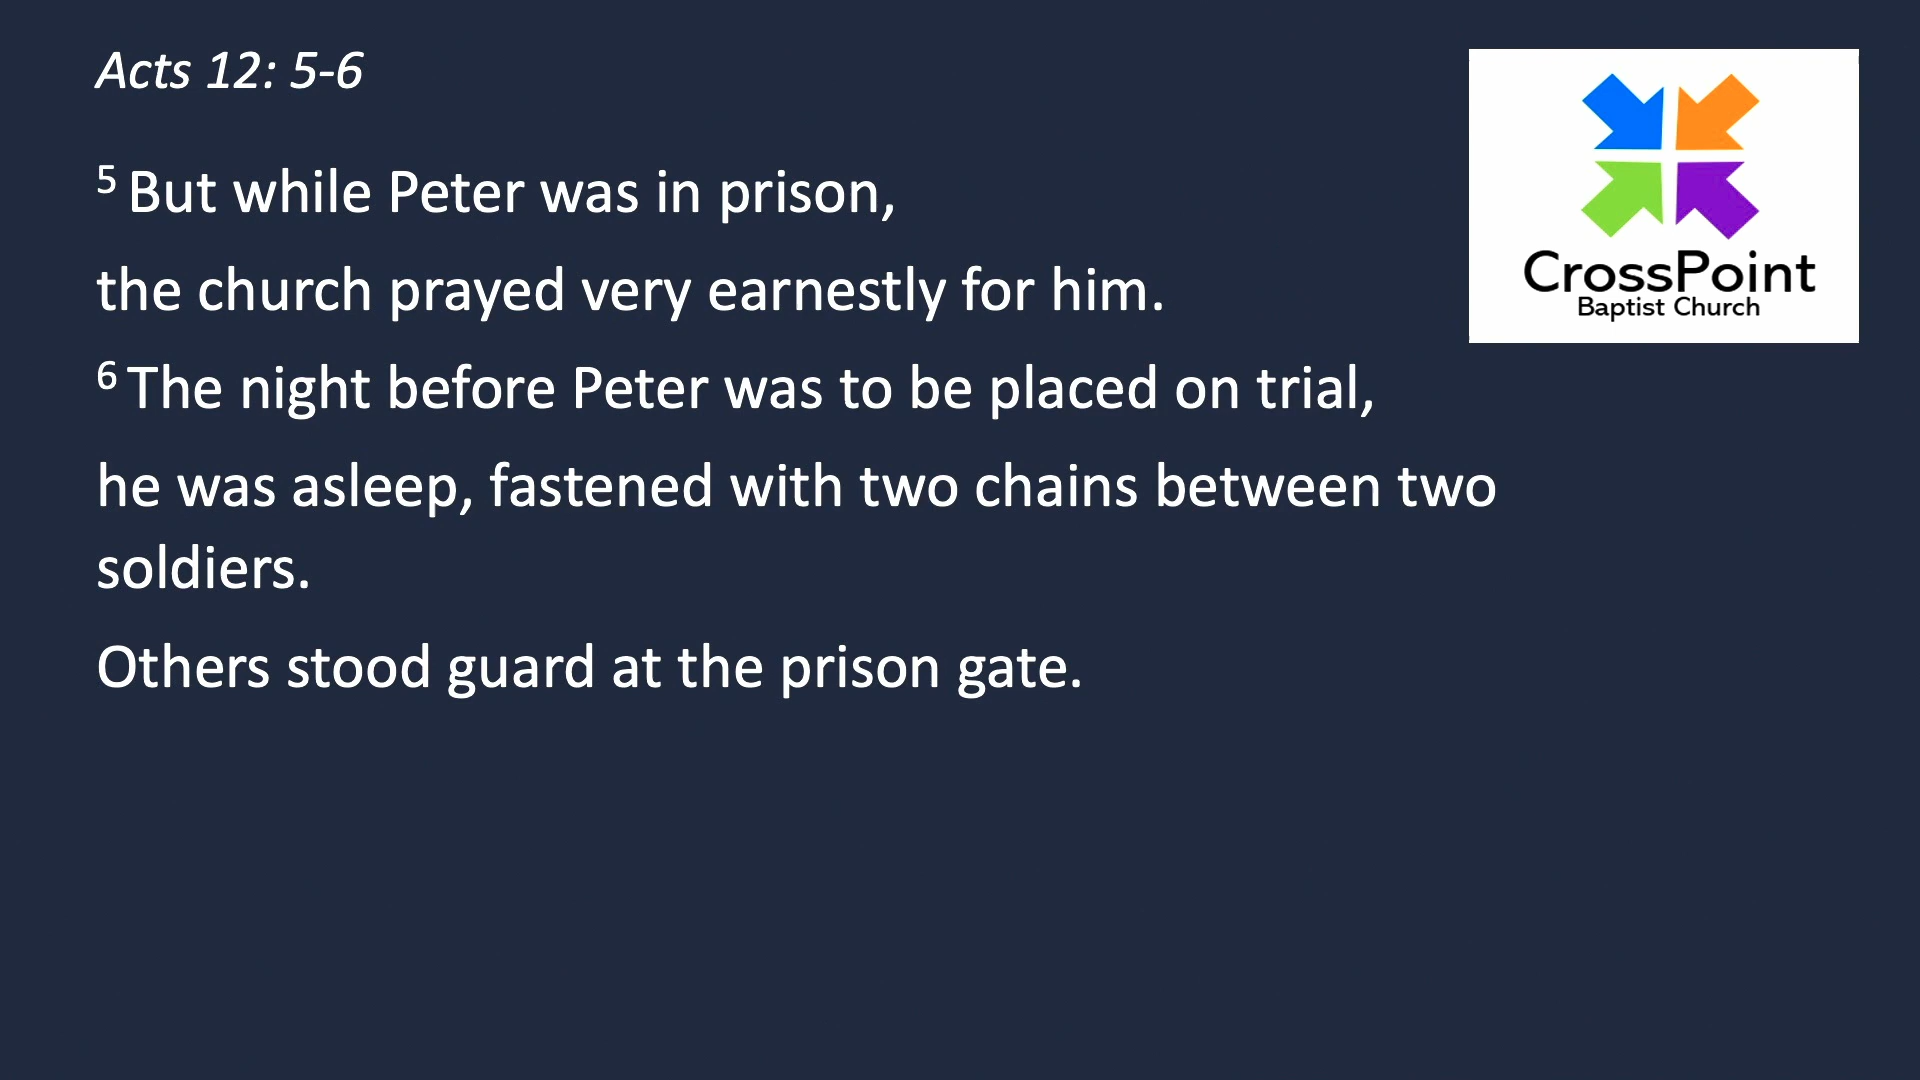 Acts 12: 5-6
⁵ But while Peter was in prison,
the church prayed very earnestly for him.
⁶ The night before Peter was to be placed on trial,
he was asleep, fastened with two chains between two
soldiers.
Others stood guard at the prison gate.
CrossPoint
Baptist Church